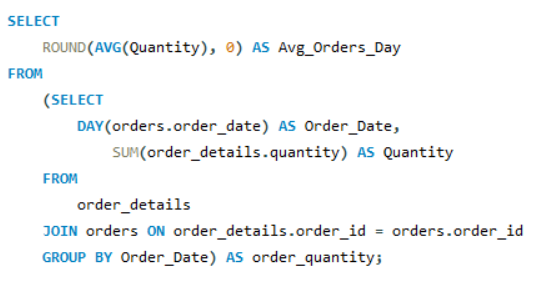 SELECT
ROUND(AVG(Quantity), 0) AS Avg_Orders_Day
FROM
(SELECT
DAY(orders.order_date) AS Order_Date,
SUM(order_details.quantity) AS Quantity
FROM
order_details
JOIN orders ON order_details.order_id = orders.order_id
GROUP BY Order_Date) AS order_quantity;